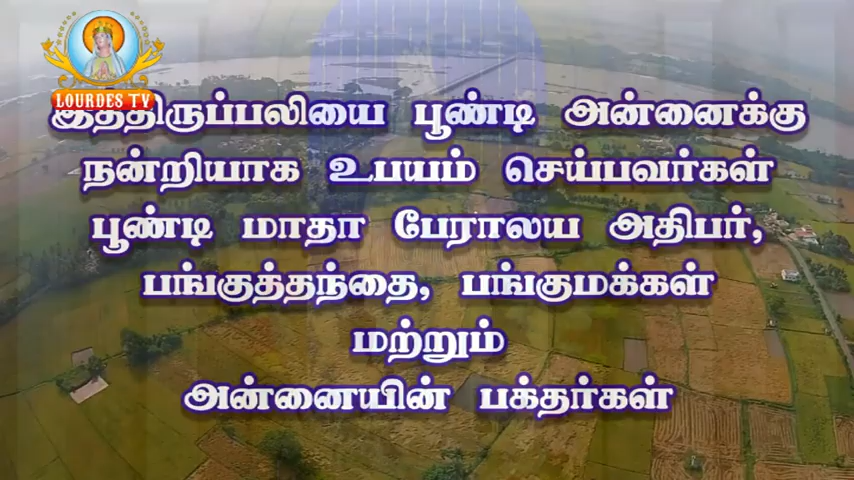 LOURDES TV
இத்திருப்பலியை பூண்டி அன்னைக்கு
நன்றியாக உபயம் செய்பவர்கள்
பூண்டி மாதா பேராலய அதிபர்,
பங்குத்தந்தை, பங்குமக்கள்
மற்றும்
அன்னையின் பக்தர்கள்